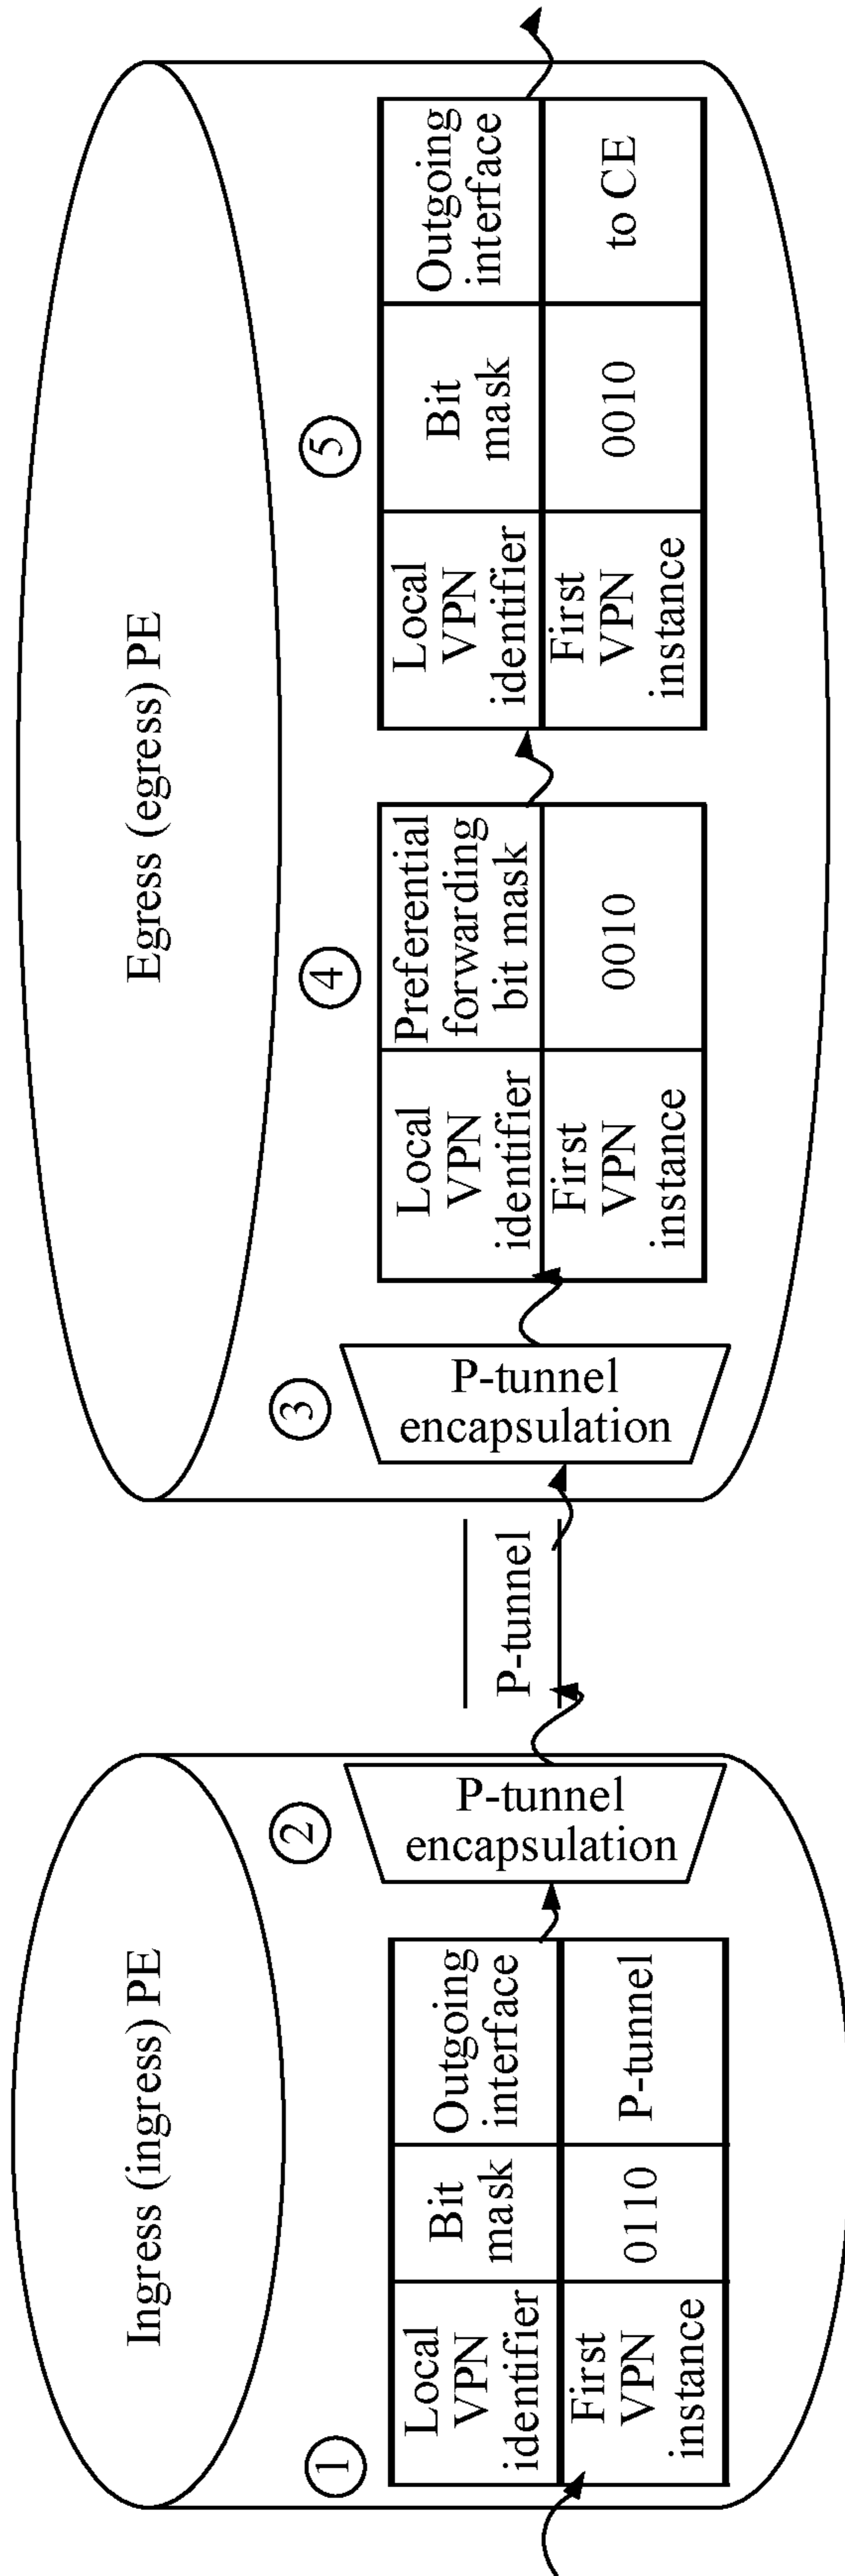 Ingress (ingress) PE
1
Local
VPN
identifier
Bit
mask
Outgoing
interface
First
VPN
instance
0110
P-tunnel
2
P-tunnel
encapsulation
P-tunnel
Egress (egress) PE
3
P-tunnel
encapsulation
4
Local
VPN
identifier
Preferential
forwarding
bit mask
First
VPN
instance
0010
5
Local
VPN
identifier
Bit
mask
Outgoing
interface
First
VPN
instance
0010
to CE